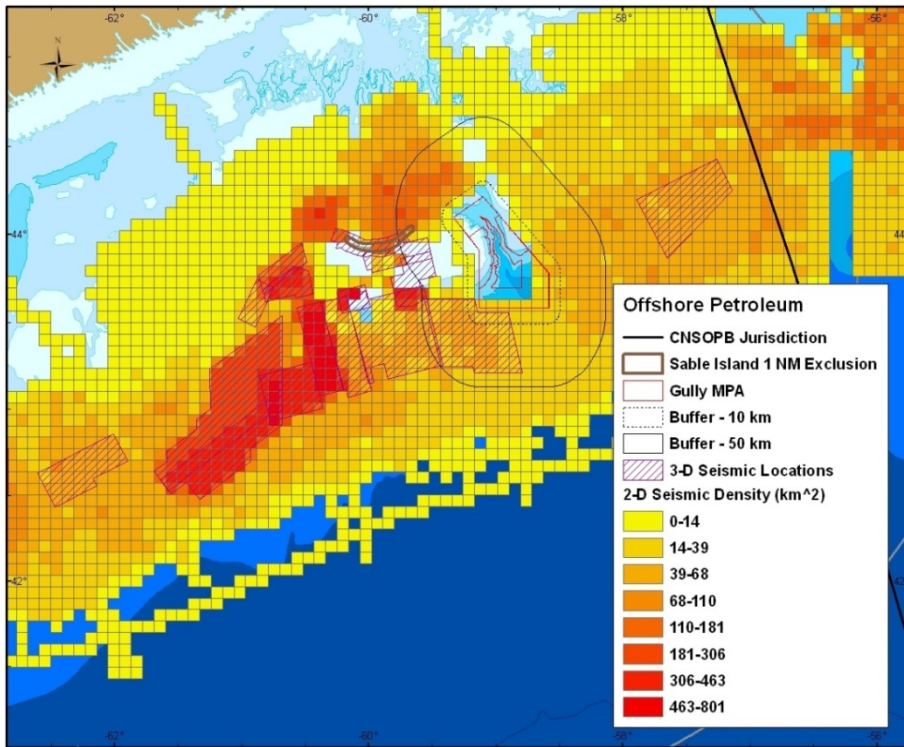 -62° -60° -58° -56°
N
44° 44°
Offshore Petroleum
CNSOPB Jurisdiction
Sable Island 1 NM Exclusion
Gully MPA
Buffer - 10 km
Buffer - 50 km
3-D Seismic Locations
2-D Seismic Density (km^2)
0-14
14-39
39-68
68-110
110-181
181-306
306-463
463-801
42° 42°
-62° -60° -58° -56°